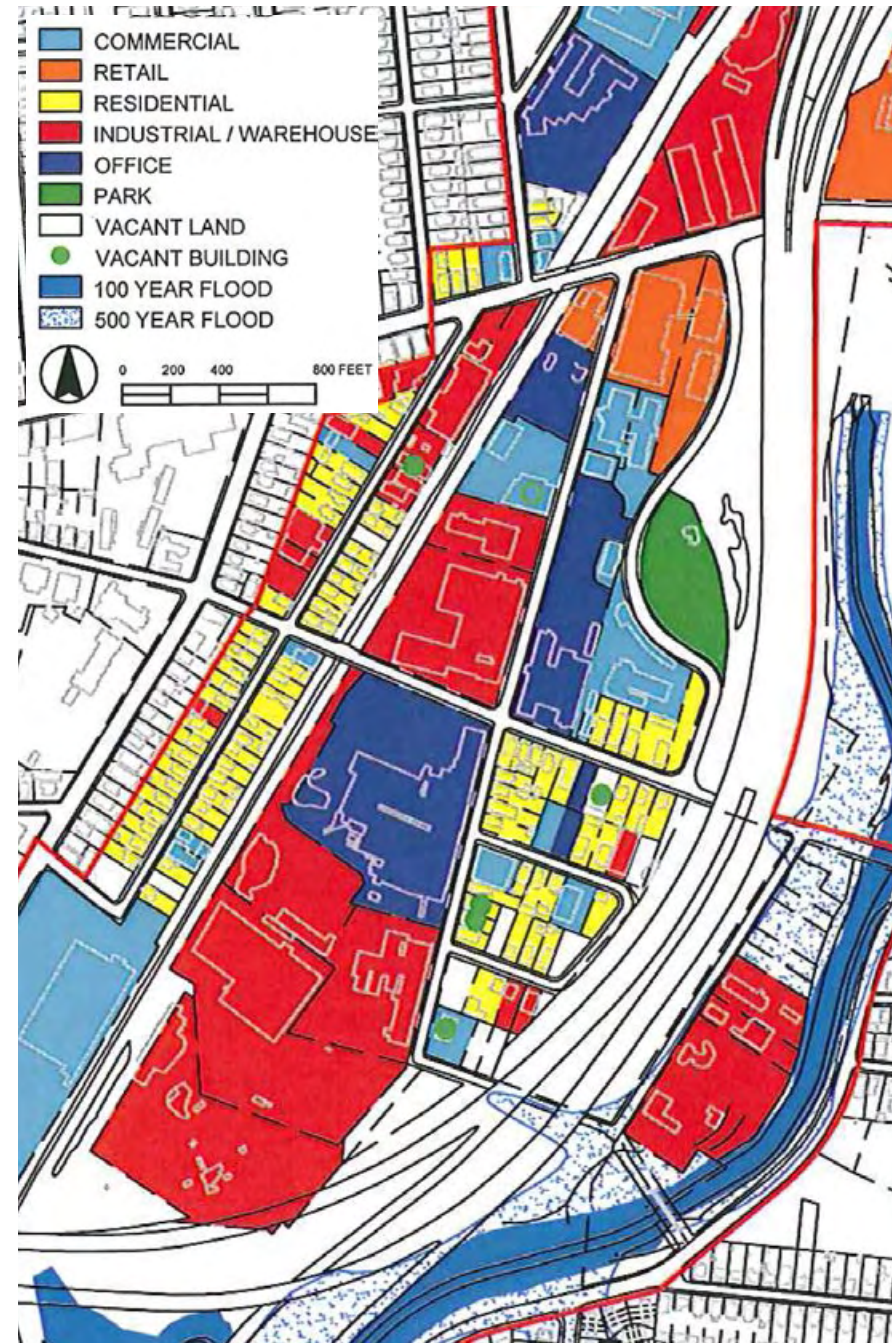 COMMERCIAL
RETAIL
RESIDENTIAL
INDUSTRIAL / WAREHOUSE
OFFICE
PARK
VACANT LAND
VACANT BUILDING
100 YEAR FLOOD
500 YEAR FLOOD
0 200 400 800 FEET